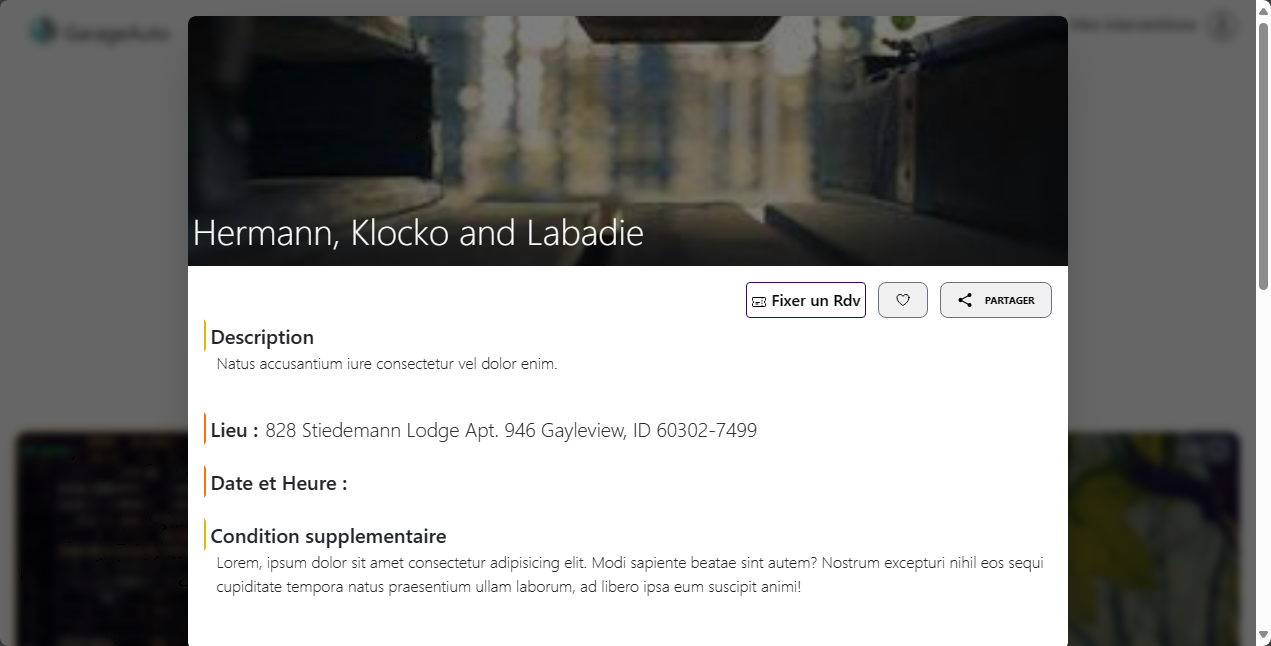 GarageAuto
Mes interventions
Hermann, Klocko and Labadie
Fixer un Rdv
PARTAGER
Description
Natus accusantium iure consectetur vel dolor enim.
Lieu : 828 Stiedemann Lodge Apt. 946 Gayleview, ID 60302-7499
Date et Heure :
Condition supplementaire
Lorem, ipsum dolor sit amet consectetur adipisicing elit. Modi sapiente beatae sint autem? Nostrum excepturi nihil eos sequi
cupiditate tempora natus praesentium ullam laborum, ad libero ipsa eum suscipit animi!